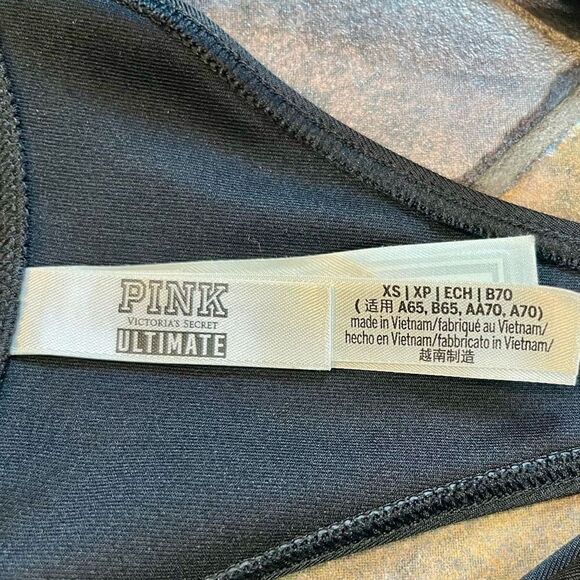 PINK
VICTORIA'S SECRET
ULTIMATE
XS | XP | ECH | B70
(适用 A65, B65, AA70, A70)
made in Vietnam/fabriqué au Vietnam/
hecho en Vietnam/fabbricato in Vietnam/
越南制造